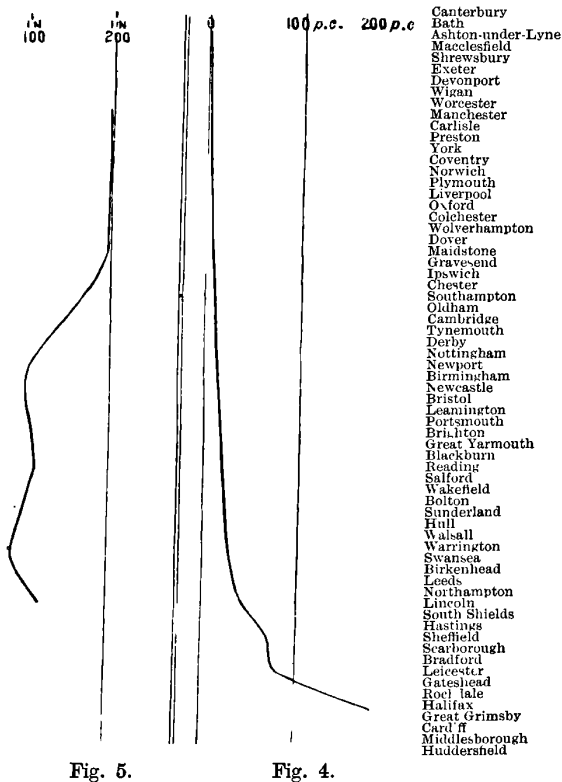 1 IN 100
1 IN 200
0
100 p.c.
200 p.c.
Canterbury
Bath
Ashton-under-Lyne
Macclesfield
Shrewsbury
Exeter
Devonport
Wigan
Worcester
Manchester
Carlisle
Preston
York
Coventry
Norwich
Plymouth
Liverpool
Oxford
Colchester
Wolverhampton
Dover
Maidstone
Gravesend
Ipswich
Chester
Southampton
Oldham
Cambridge
Tynemouth
Derby
Nottingham
Newport
Birmingham
Newcastle
Bristol
Leamington
Portsmouth
Brighton
Great Yarmouth
Blackburn
Reading
Salford
Wakefield
Bolton
Sunderland
Hull
Walsall
Warrington
Swansea
Birkenhead
Leeds
Northampton
Lincoln
South Shields
Hastings
Sheffield
Scarborough
Bradford
Leicester
Gateshead
Rochdale
Halifax
Great Grimsby
Cardiff
Middlesborough
Huddersfield
Fig. 5.
Fig. 4.